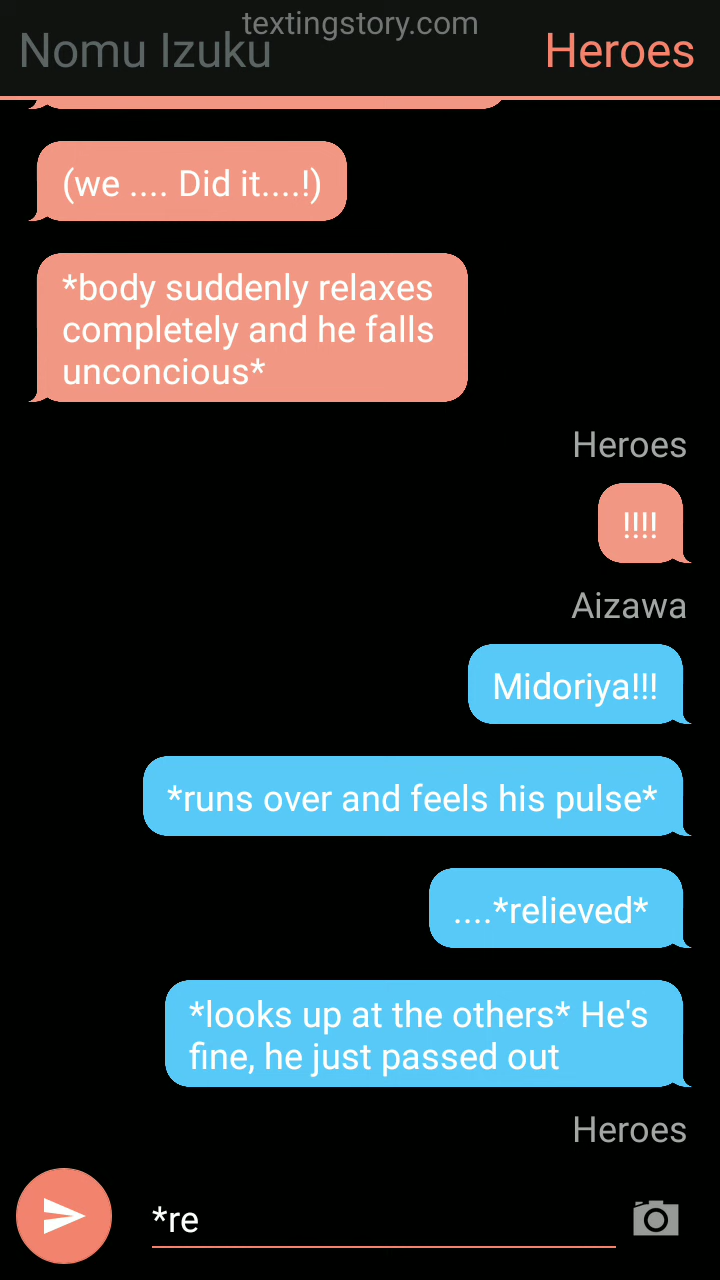 textingstory.com
Nomu Izuku
Heroes
(we .... Did it....!)
*body suddenly relaxes
completely and he falls
unconcious*
Heroes
!!!!
Aizawa
Midoriya!!!
*runs over and feels his pulse*
....*relieved*
*looks up at the others* He's
fine, he just passed out
Heroes
*re